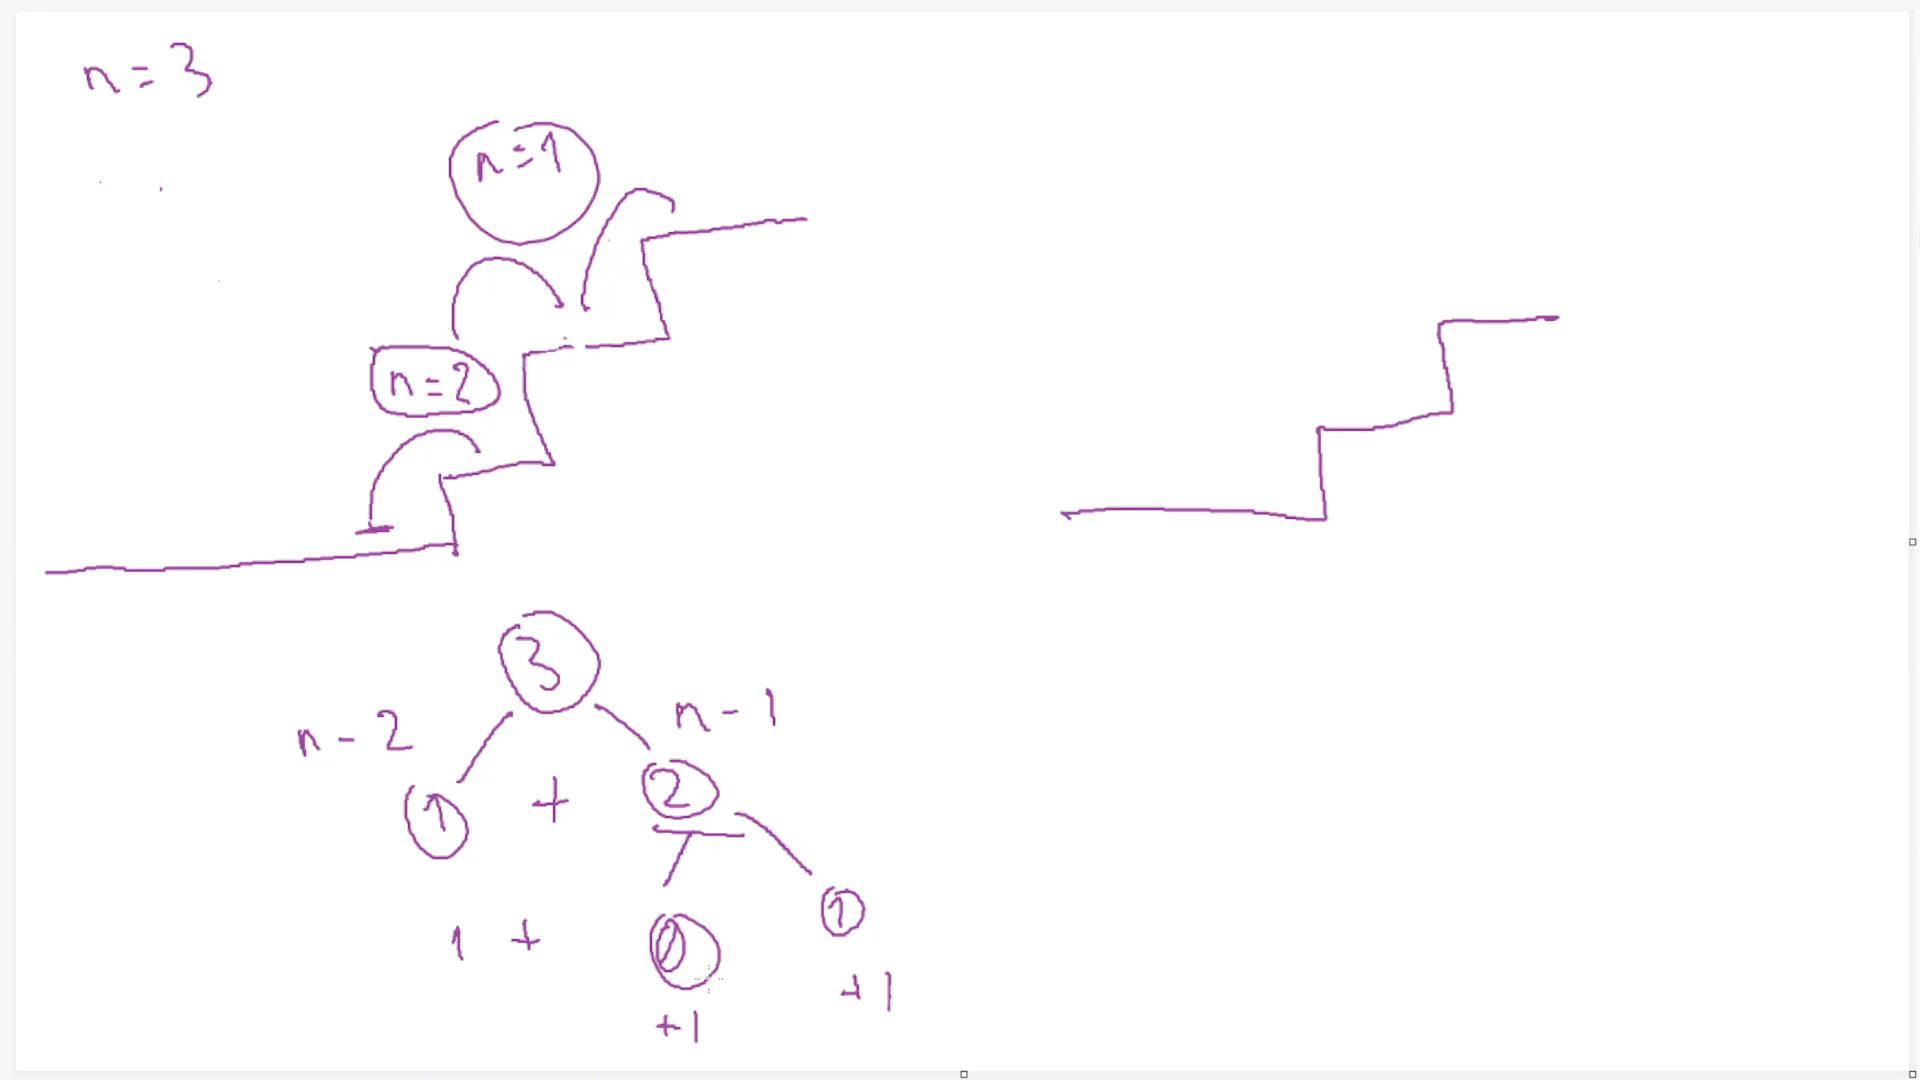 n = 3
n = 1
n = 2
3
n - 2
n - 1
1 + 2
1 + 0 1
+1 +1